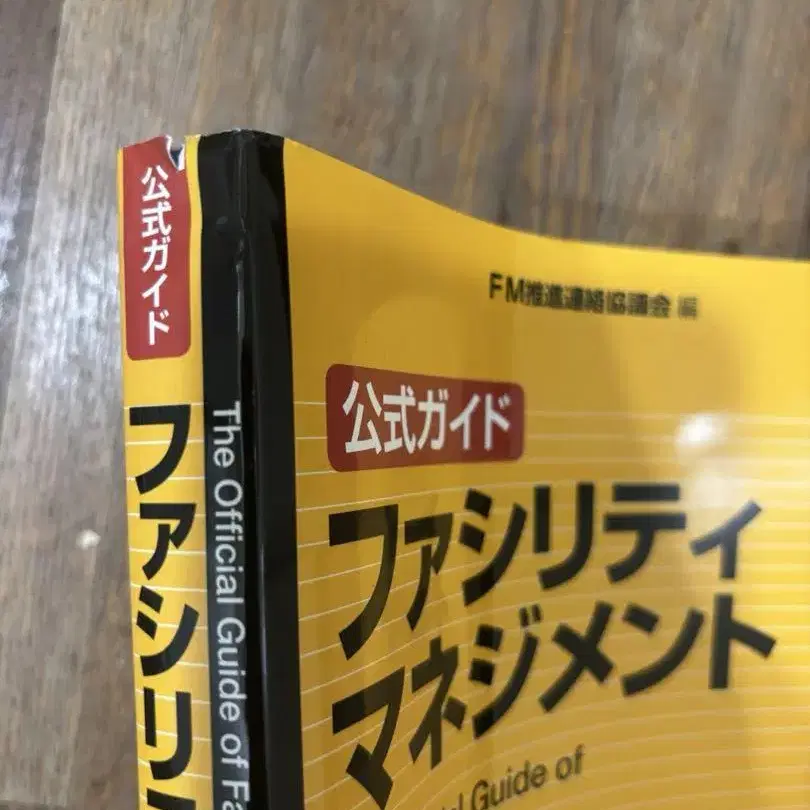 公式ガイド
ファシリ
The Official Guide of Fa
FM推進連絡協議会 編
公式ガイド
ファシリティ
マネジメント
Guide of